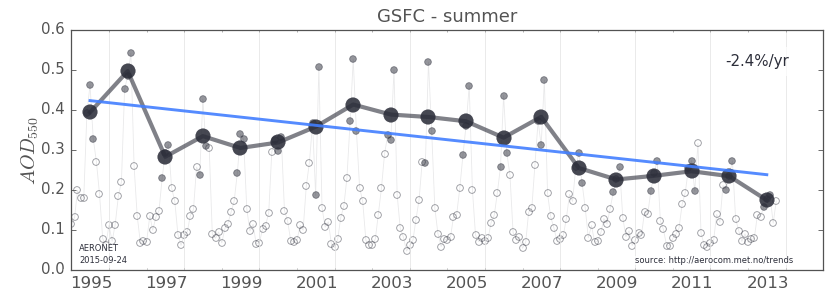 GSFC - summer
0.6
-2.4%/yr
0.5
0.4
0.3
0.2
0.1
0.0
AOD550
AERONET
2015-09-24
source: http://aerocom.met.no/trends
1995 1997 1999 2001 2003 2005 2007 2009 2011 2013